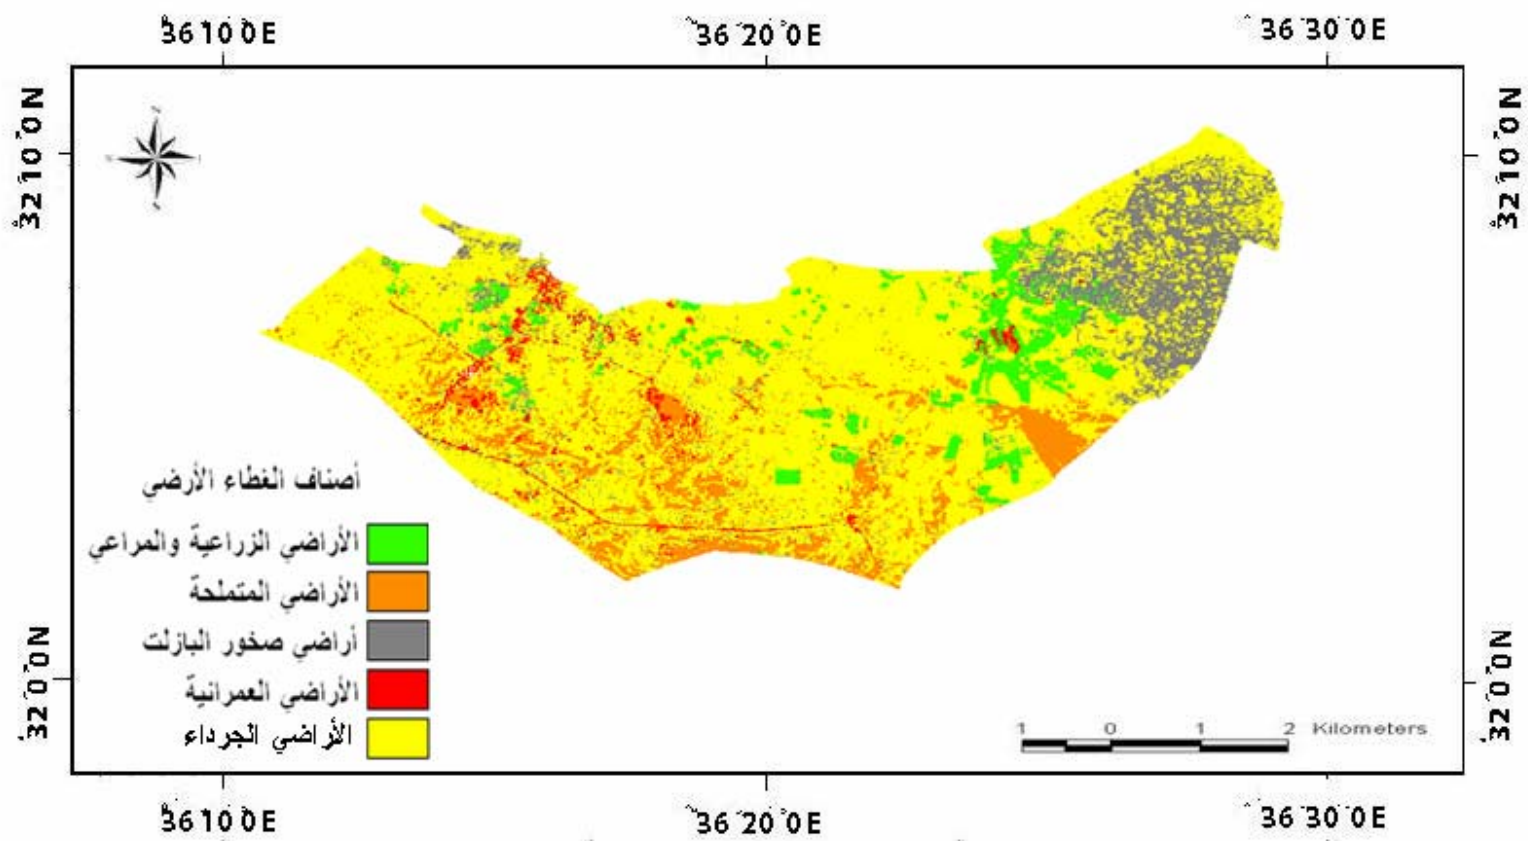 36°10'0"E
36°20'0"E
36°30'0"E
32°10'0"N
32°10'0"N
أصناف الغطاء الأرضي
الأراضي الزراعية والمراعي
الأراضي المتملحة
أراضي صخور البازلت
الأراضي العمرانية
الأراضي الجرداء
32°0'0"N
32°0'0"N
1 0 1 2 Kilometers
36°10'0"E
36°20'0"E
36°30'0"E